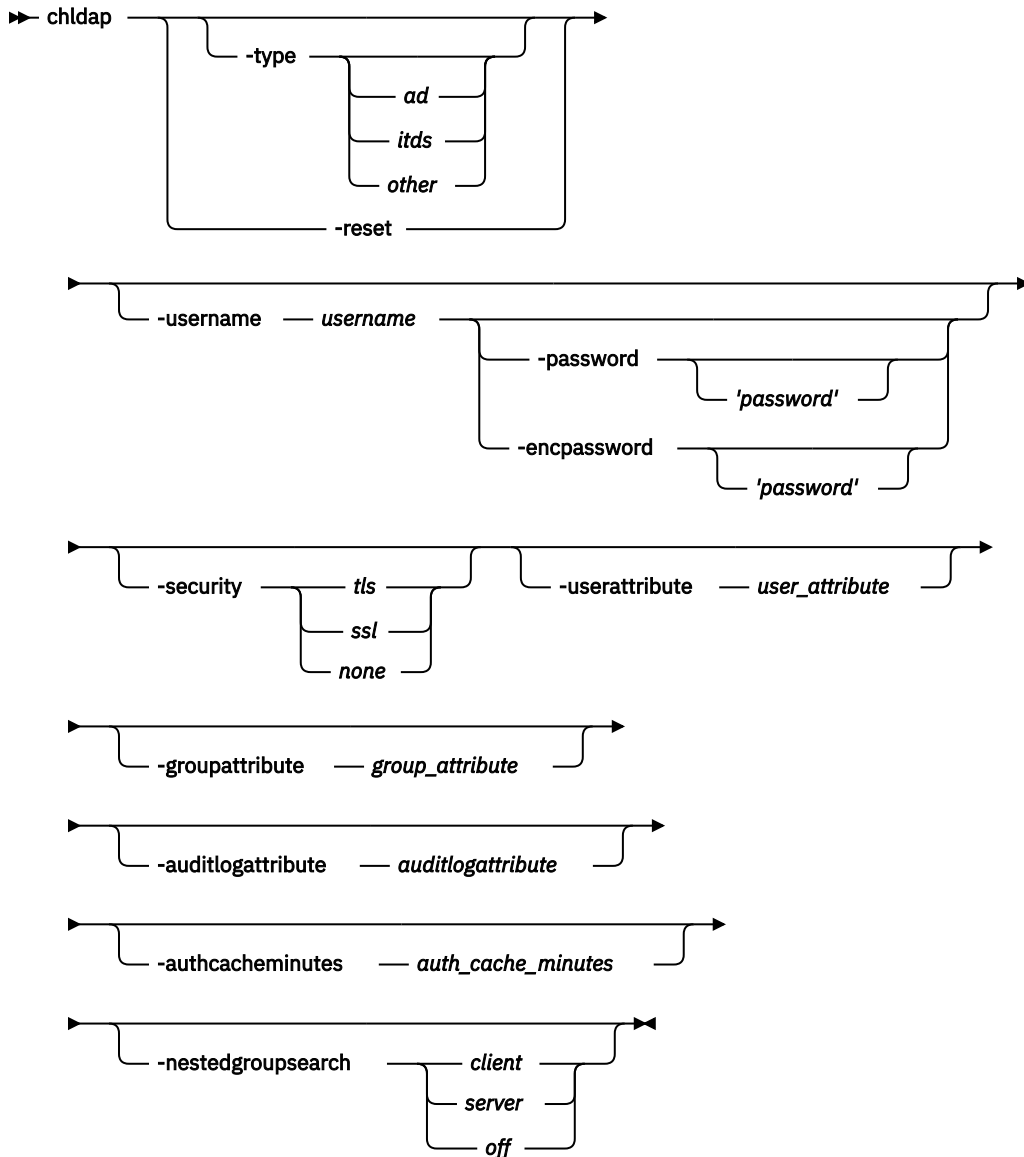 chldap
-type
ad
itds
other
-reset
-username username
-password
'password'
-encpassword
'password'
-security tls -userattribute user_attribute
ssl
none
-groupattribute group_attribute
-auditlogattribute auditlogattribute
-authcacheminutes auth_cache_minutes
-nestedgroupsearch client
server
off